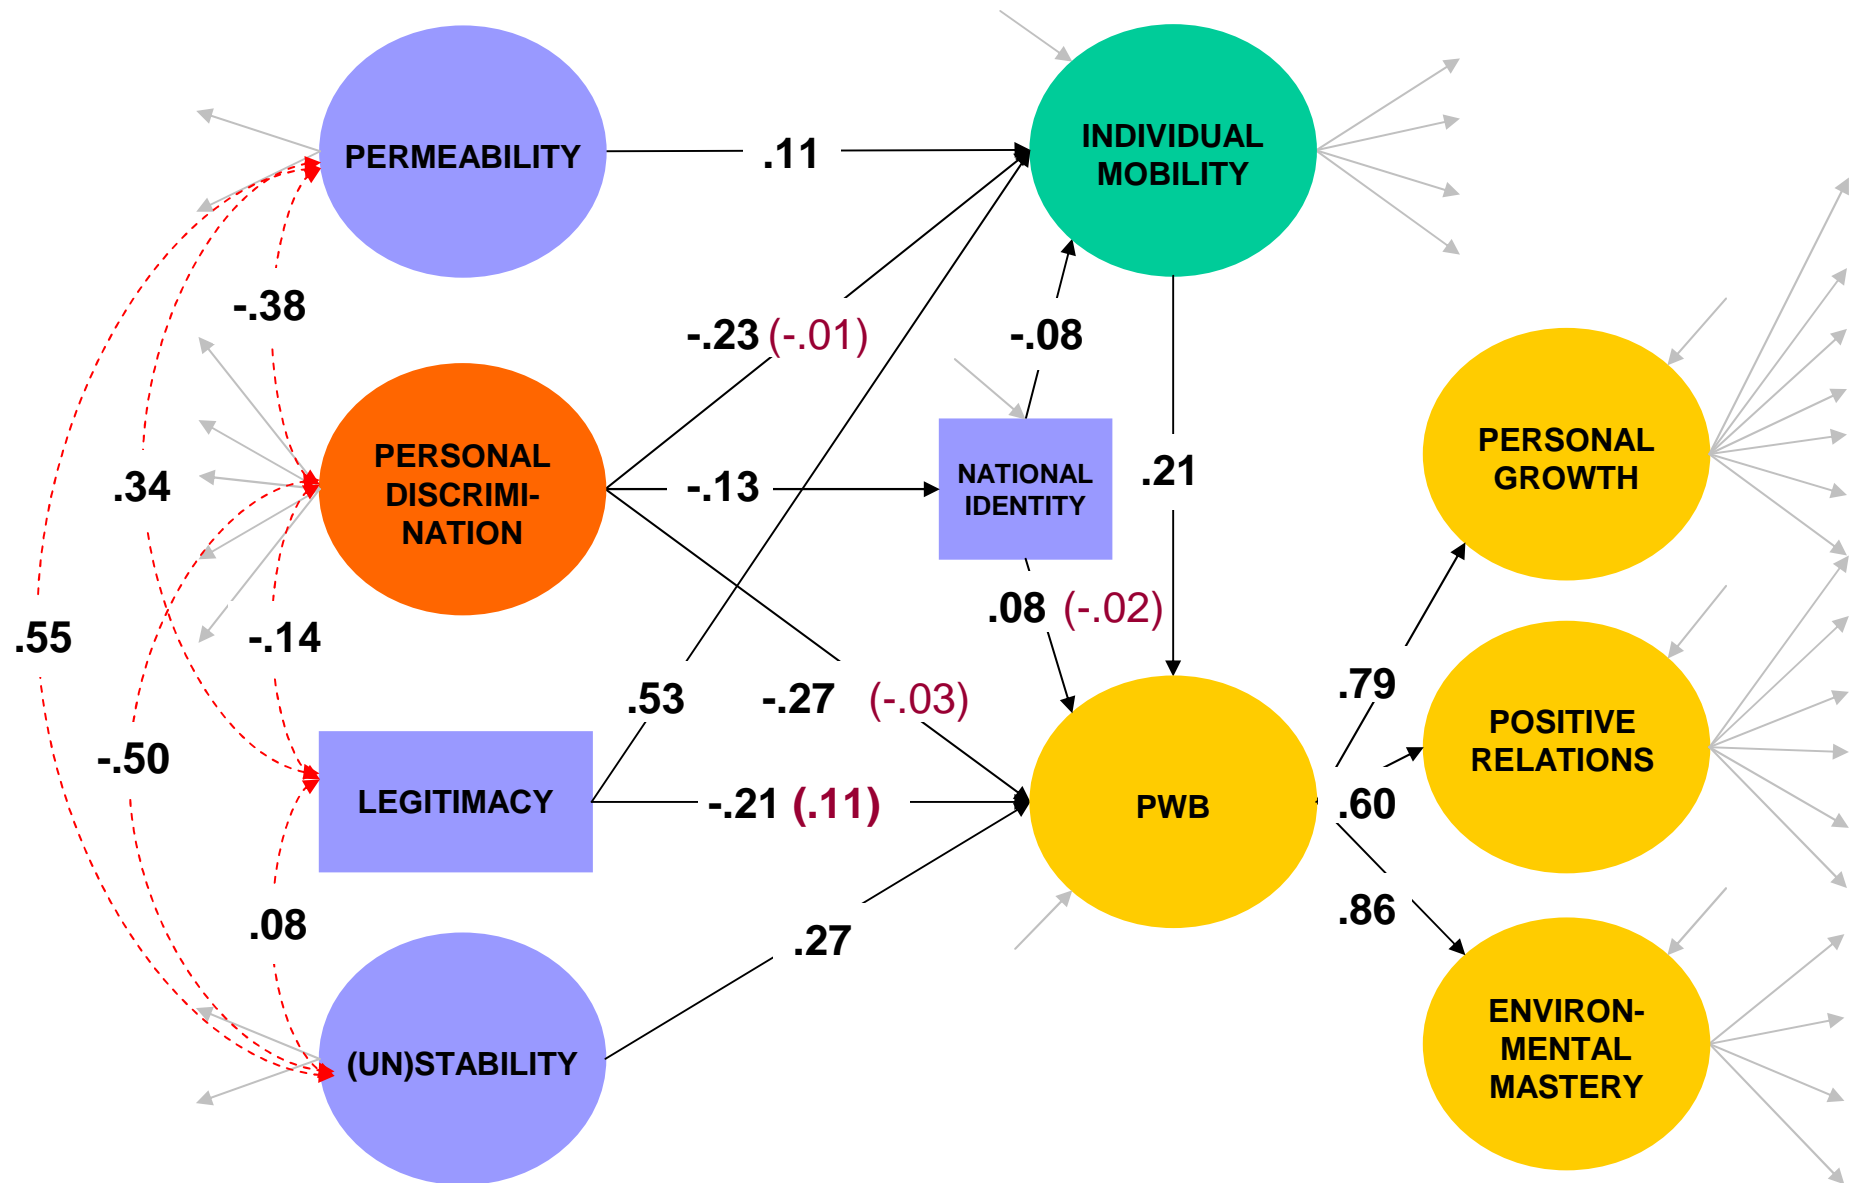 PERMEABILITY
.11
INDIVIDUAL
MOBILITY
-.38
-.23 (-.01)
-.08
PERSONAL
DISCRIMI-
NATION
.34
-.13
NATIONAL
IDENTITY
.21
PERSONAL
GROWTH
.55
-.14
.08 (-.02)
.53
-.27 (-.03)
.79
POSITIVE
RELATIONS
-.50
LEGITIMACY
-.21 (.11)
PWB
.60
.08
.27
.86
(UN)STABILITY
ENVIRON-
MENTAL
MASTERY